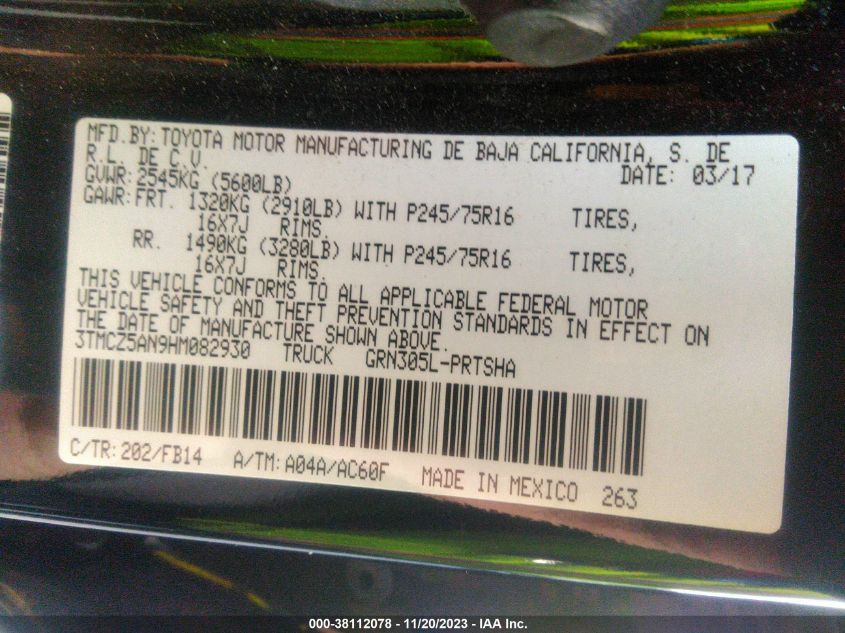 MFD.BY:TOYOTA MOTOR MANUFACTURING DE BAJA CALIFORNIA, S. DE
R.L. DE C.V. DATE: 03/17
GVWR:2545KG (5600LB)
GAWR:FRT. 1320KG (2910LB) WITH P245/75R16 TIRES,
16X7J RIMS.
RR. 1490KG (3280LB) WITH P245/75R16 TIRES,
16X7J RIMS.
THIS VEHICLE CONFORMS TO ALL APPLICABLE FEDERAL MOTOR
VEHICLE SAFETY AND THEFT PREVENTION STANDARDS IN EFFECT ON
THE DATE OF MANUFACTURE SHOWN ABOVE.
3TMCZ5AN9HM082930 TRUCK GRN305L-PRTSHA
C/TR:202/FB14 A/TM:A04A/AC60F MADE IN MEXICO 263
000-38112078 - 11/20/2023 - IAA Inc.